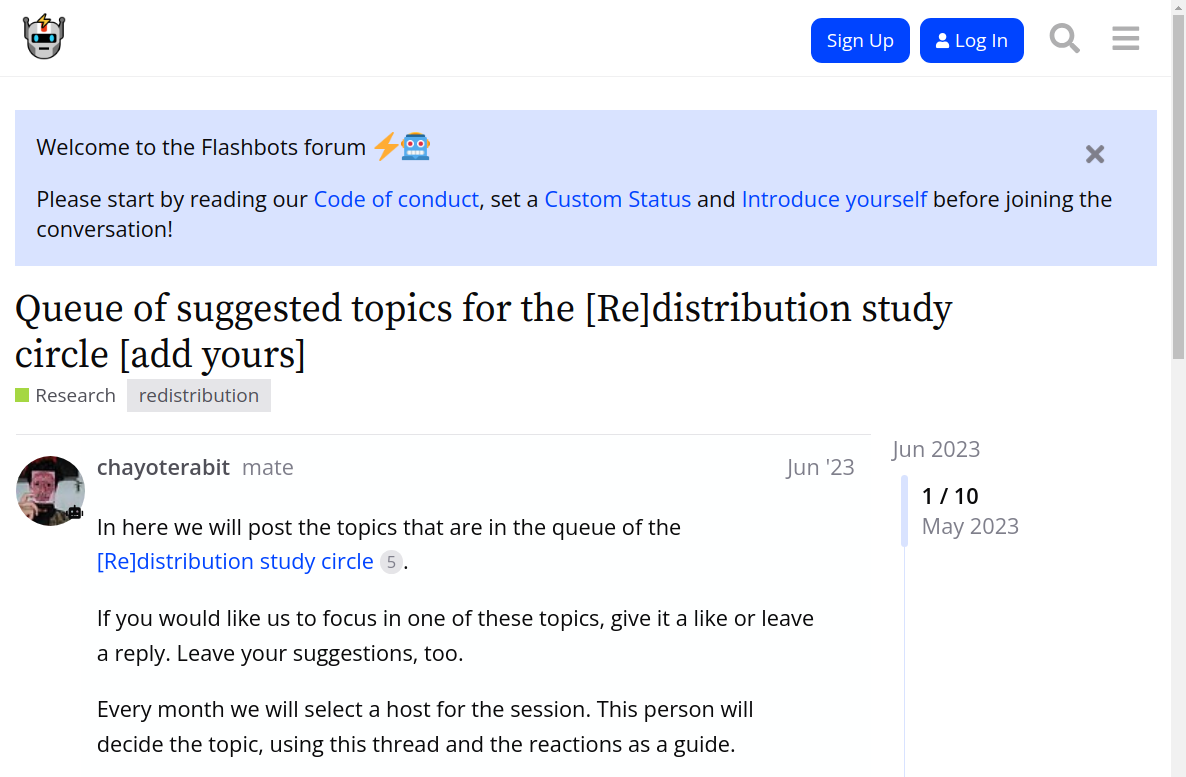 Sign Up
Log In
Welcome to the Flashbots forum
Please start by reading our Code of conduct, set a Custom Status and Introduce yourself before joining the
conversation!
Queue of suggested topics for the [Re]distribution study
circle [add yours]
Research redistribution
chayoterabit mate Jun '23
Jun 2023
1 / 10
May 2023
In here we will post the topics that are in the queue of the
[Re]distribution study circle 5.
If you would like us to focus in one of these topics, give it a like or leave
a reply. Leave your suggestions, too.
Every month we will select a host for the session. This person will
decide the topic, using this thread and the reactions as a guide.